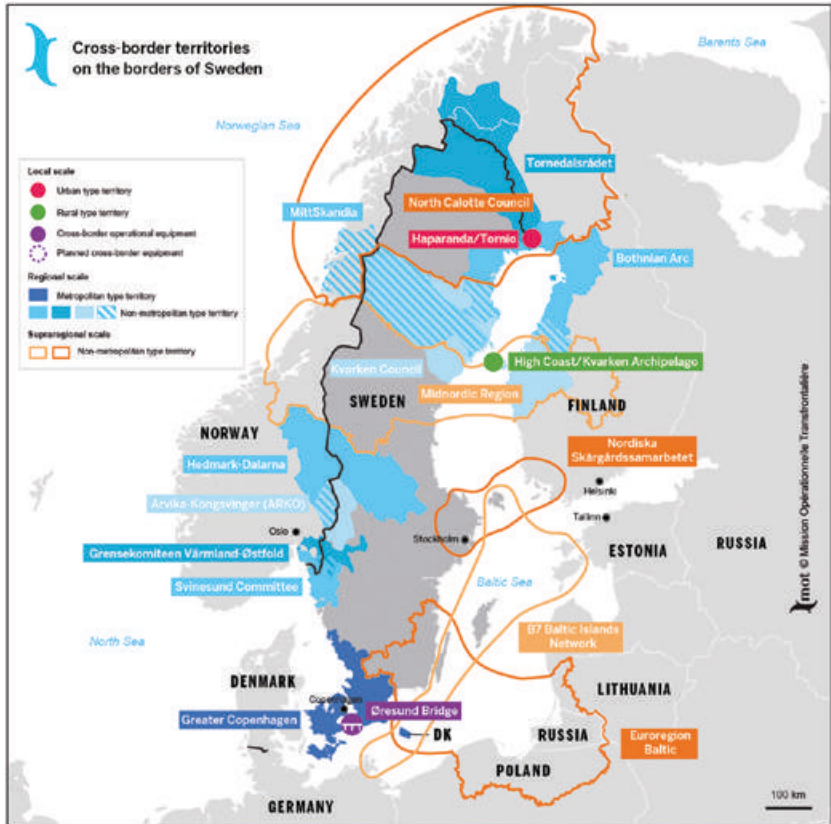 Cross-border territories
on the borders of Sweden
Barents Sea
Norwegian Sea
Local scale
Urban type territory
Rural type territory
Cross-border operational equipment
Planned cross-border equipment
Regional scale
Metropolitan type territory
Non-metropolitan type territory
Supraregional scale
Non-metropolitan type territory
Tornedalsrådet
MittSkandia
North Calotte Council
Haparanda/Tornio
Bothnian Arc
Kvarken Council
High Coast/Kvarken Archipelago
Midnordic Region
SWEDEN
FINLAND
NORWAY
Nordiska
Skärgårdssamarbetet
Hedmark-Dalarna
Helsinki
Arvika-Kongsvinger (ARKO)
Tallinn
Oslo
Stockholm
ESTONIA
RUSSIA
Grensekomiteen Värmland-Østfold
Svinesund Committee
Baltic Sea
North Sea
B7 Baltic Islands
Network
DENMARK
LITHUANIA
Copenhagen
Greater Copenhagen
Øresund Bridge
DK
RUSSIA
Euroregion
Baltic
POLAND
GERMANY
100 km
mot © Mission Opérationnelle Transfrontalière